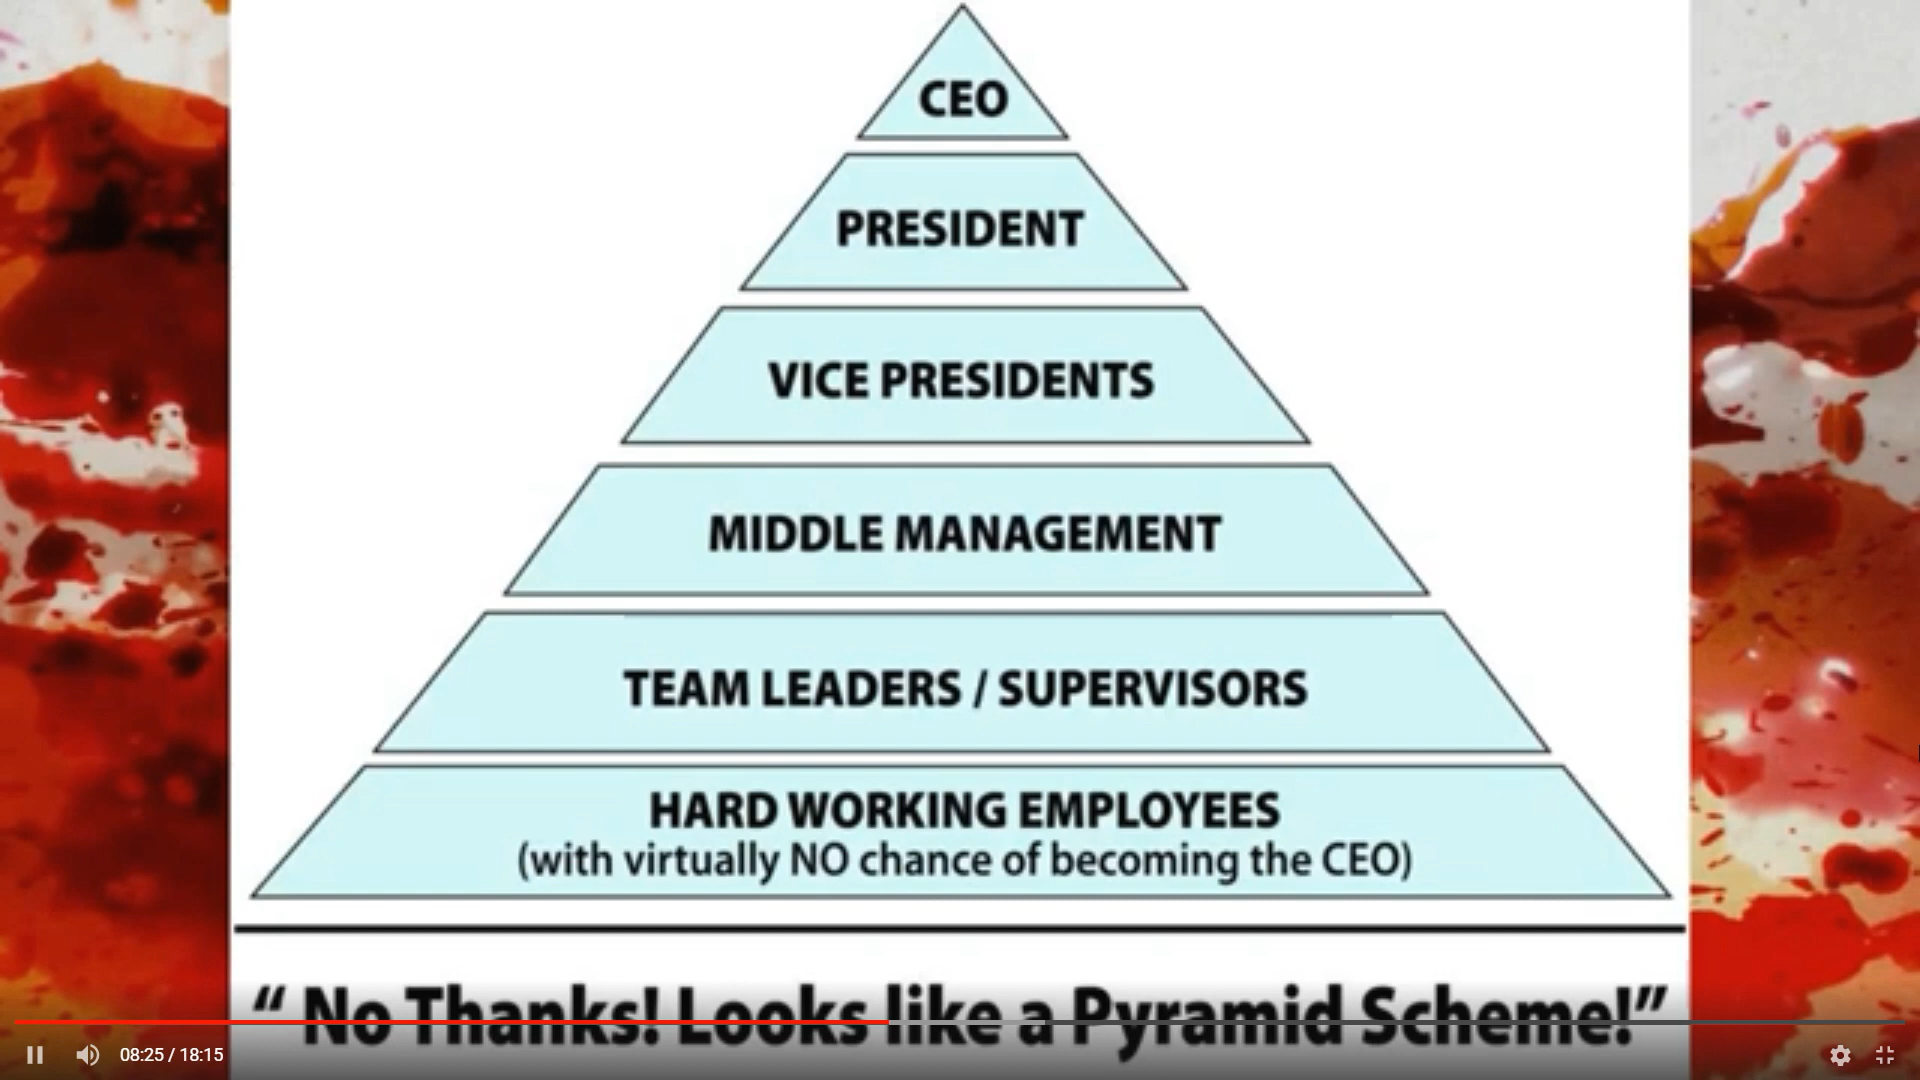 CEO
PRESIDENT
VICE PRESIDENTS
MIDDLE MANAGEMENT
TEAM LEADERS / SUPERVISORS
HARD WORKING EMPLOYEES
(with virtually NO chance of becoming the CEO)
“ No Thanks! Looks like a Pyramid Scheme!”
08:25 / 18:15